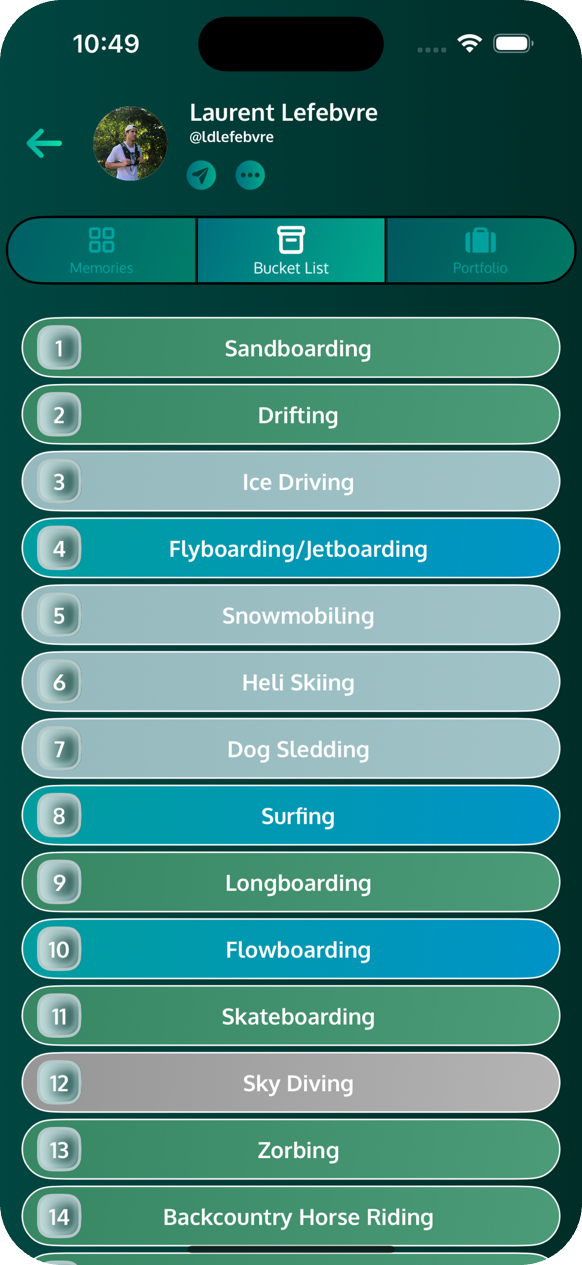 10:49
Laurent Lefebvre
@ldlefebvre
Memories
Bucket List
Portfolio
1 Sandboarding
2 Drifting
3 Ice Driving
4 Flyboarding/Jetboarding
5 Snowmobiling
6 Heli Skiing
7 Dog Sledding
8 Surfing
9 Longboarding
10 Flowboarding
11 Skateboarding
12 Sky Diving
13 Zorbing
14 Backcountry Horse Riding